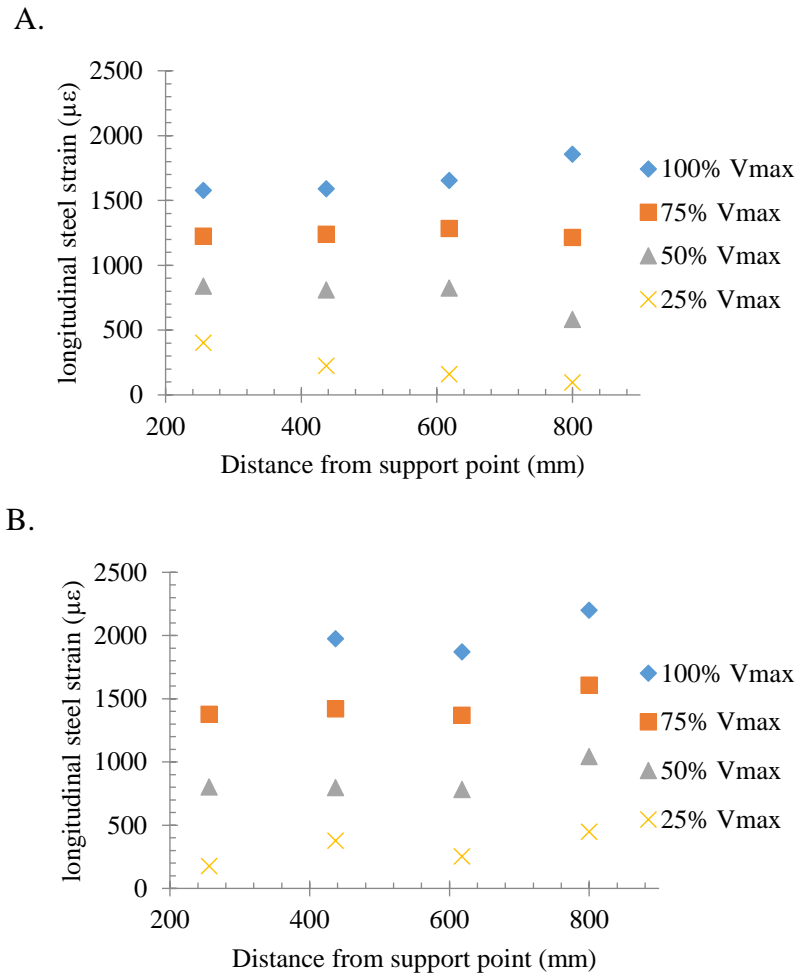 A.
2500
2000
1500
1000
500
0
200 400 600 800
longitudinal steel strain (με)
Distance from support point (mm)
100% Vmax
75% Vmax
50% Vmax
25% Vmax
B.
2500
2000
1500
1000
500
0
200 400 600 800
longitudinal steel strain (με)
Distance from support point (mm)
100% Vmax
75% Vmax
50% Vmax
25% Vmax